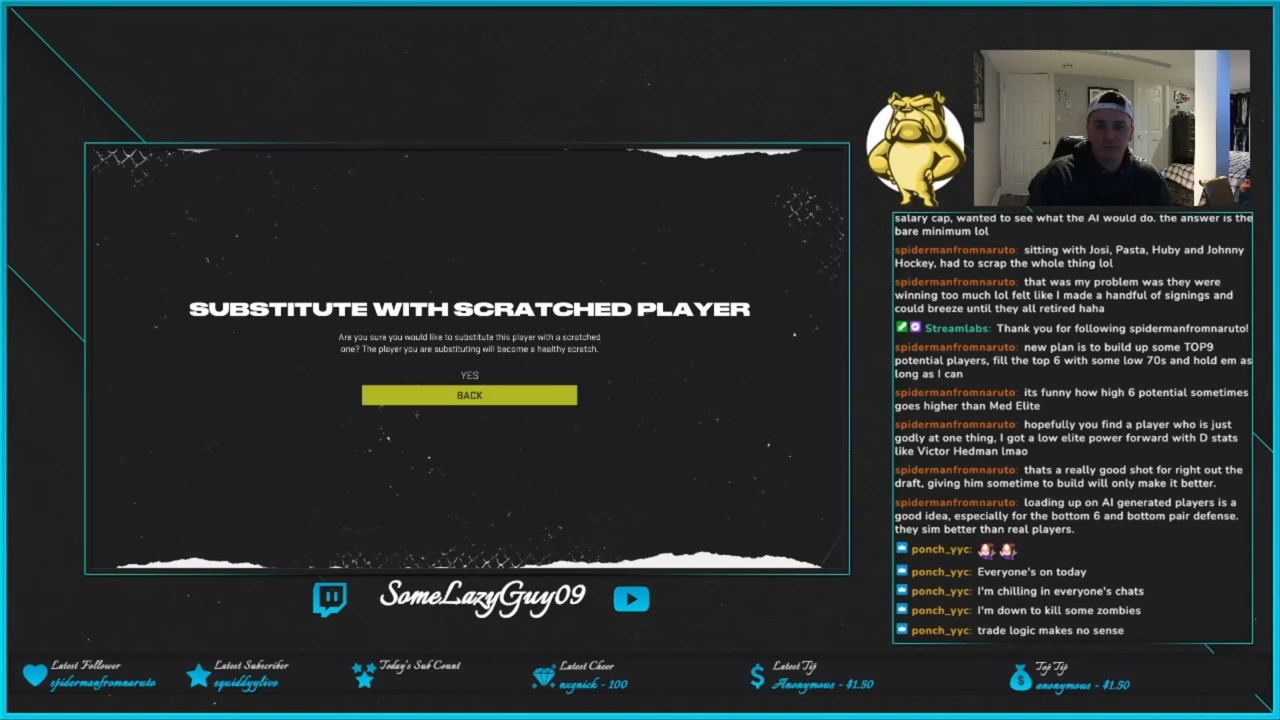 SUBSTITUTE WITH SCRATCHED PLAYER
Are you sure you would like to substitute this player with a scratched
one? The player you are substituting will become a healthy scratch.
YES
BACK
salary cap, wanted to see what the AI would do. the answer is the
bare minimum lol
spidermanfromnaruto: sitting with Josi, Pasta, Huby and Johnny
Hockey, had to scrap the whole thing lol
spidermanfromnaruto: that was my problem was they were
winning too much lol felt like I made a handful of signings and
could breeze until they all retired haha
Streamlabs: Thank you for following spidermanfromnaruto!
spidermanfromnaruto: new plan is to build up some TOP9
potential players, fill the top 6 with some low 70s and hold em as
long as I can
spidermanfromnaruto: its funny how high 6 potential sometimes
goes higher than Med Elite
spidermanfromnaruto: hopefully you find a player who is just
godly at one thing, I got a low elite power forward with D stats
like Victor Hedman lmao
spidermanfromnaruto: thats a really good shot for right out the
draft, giving him sometime to build will only make it better.
spidermanfromnaruto: loading up on AI generated players is a
good idea, especially for the bottom 6 and bottom pair defense.
they sim better than real players.
ponch_yyc:
ponch_yyc: Everyone's on today
ponch_yyc: I'm chilling in everyone's chats
ponch_yyc: I'm down to kill some zombies
ponch_yyc: trade logic makes no sense
SomeLazyGuy09
Latest Follower
spidermanfromnaruto
Latest Subscriber
squiddyylive
Today's Sub Count
Latest Cheer
nxqnick - 100
Latest Tip
Anonymous - $1.50
Top Tip
anonymous - $1.50